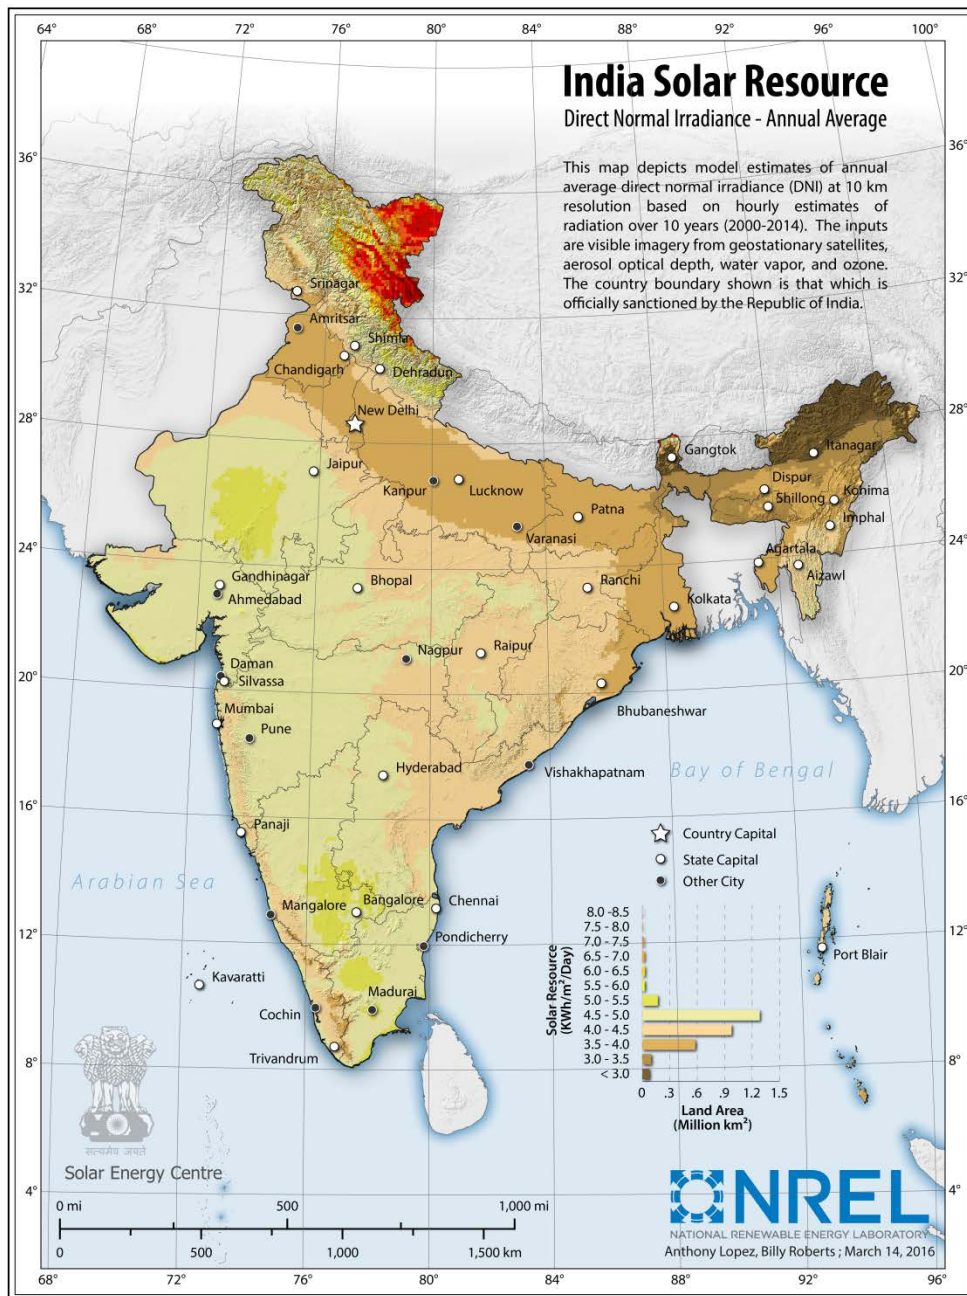 64° 68° 72° 76° 80° 84° 88° 92° 96° 100°
India Solar Resource
Direct Normal Irradiance - Annual Average
This map depicts model estimates of annual
average direct normal irradiance (DNI) at 10 km
resolution based on hourly estimates of
radiation over 10 years (2000-2014). The inputs
are visible imagery from geostationary satellites,
aerosol optical depth, water vapor, and ozone.
The country boundary shown is that which is
officially sanctioned by the Republic of India.
36° 36°
32° 32°
28° 28°
24° 24°
20° 20°
16° 16°
12° 12°
8° 8°
4° 4°
Srinagar
Amritsar
Shimla
Chandigarh
Dehradun
New Delhi
Jaipur
Kanpur
Lucknow
Gangtok
Itanagar
Dispur
Shillong
Kohima
Imphal
Patna
Varanasi
Agartala
Aizawl
Gandhinagar
Ahmedabad
Bhopal
Ranchi
Kolkata
Nagpur
Raipur
Daman
Silvassa
Mumbai
Bhubaneshwar
Pune
Hyderabad
Vishakhapatnam
Bay of Bengal
Panaji
Arabian Sea
Mangalore
Bangalore
Chennai
Pondicherry
Kavaratti
Madurai
Cochin
Trivandrum
Port Blair
Country Capital
State Capital
Other City
Solar Resource
(KWh/m²/Day)
8.0 -8.5
7.5 - 8.0
7.0 - 7.5
6.5 - 7.0
6.0 - 6.5
5.5 - 6.0
5.0 - 5.5
4.5 - 5.0
4.0 - 4.5
3.5 - 4.0
3.0 - 3.5
< 3.0
0 .3 .6 .9 1.2 1.5
Land Area
(Million km²)
सत्यमेव जयते
Solar Energy Centre
0 mi 500 1,000 mi
0 500 1,000 1,500 km
NREL
NATIONAL RENEWABLE ENERGY LABORATORY
Anthony Lopez, Billy Roberts ; March 14, 2016
68° 72° 76° 80° 84° 88° 92° 96°